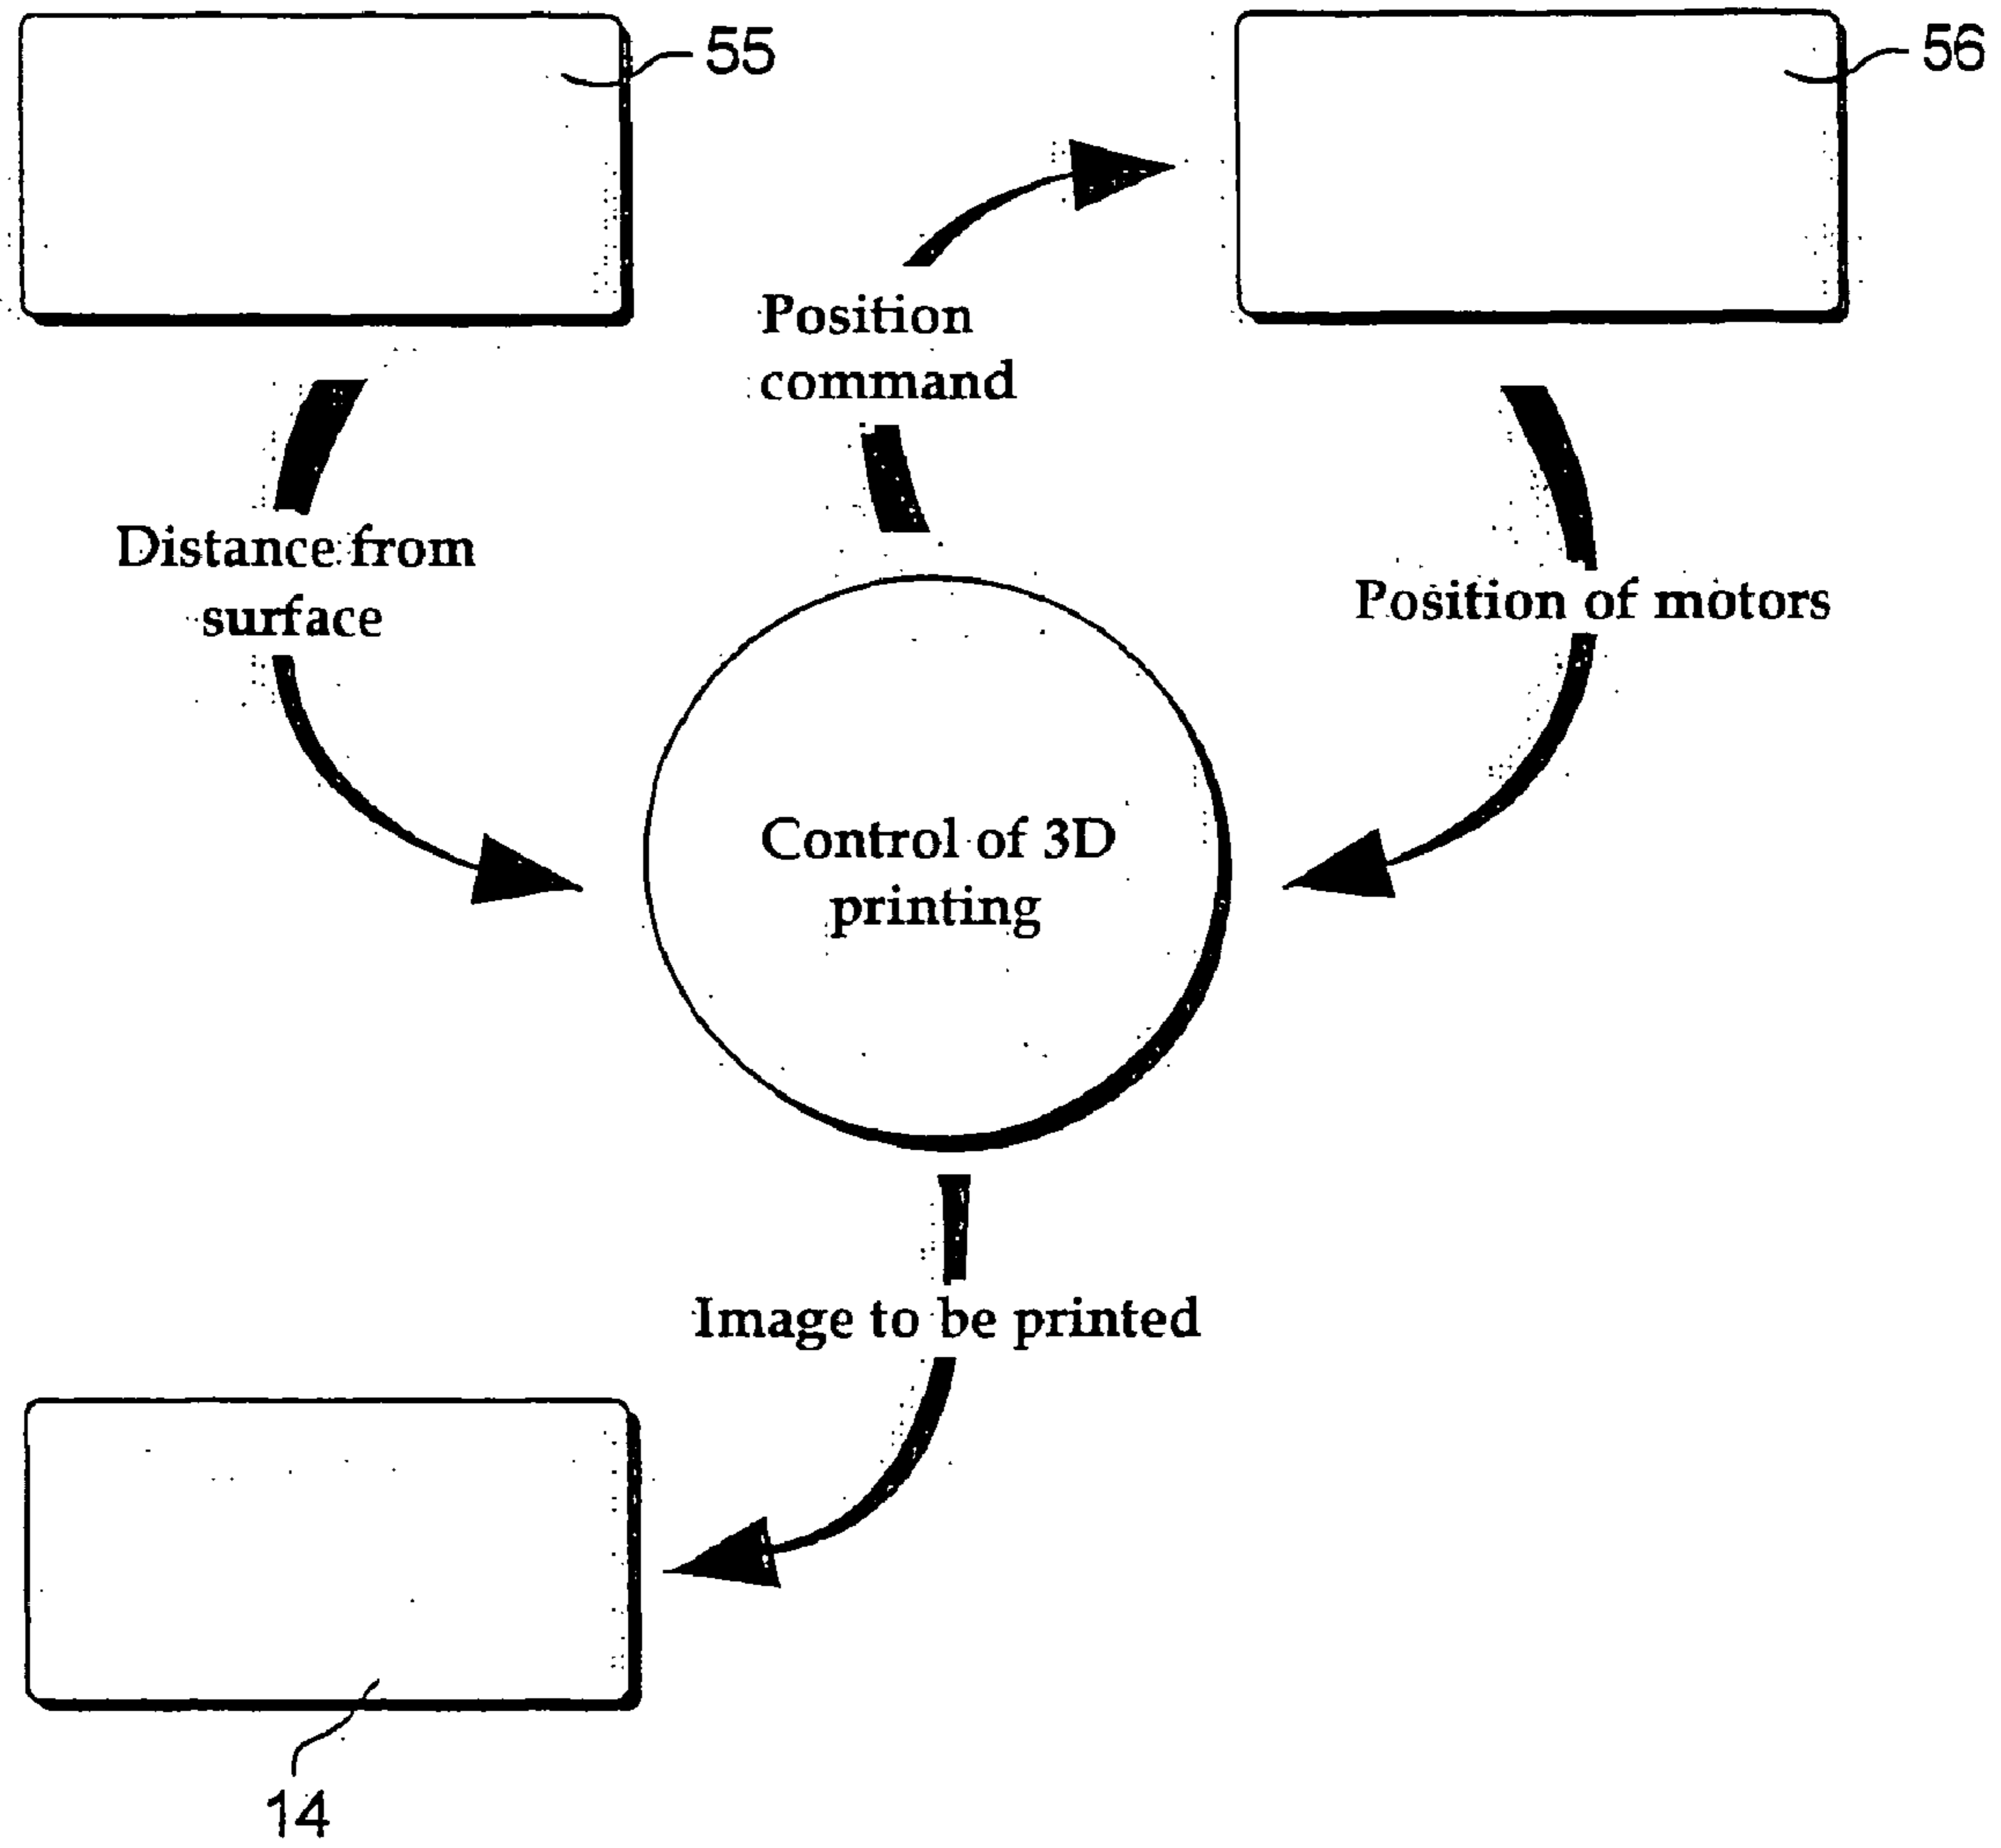 55
56
Position
command
Distance from
surface
Position of motors
Control of 3D
printing
Image to be printed
14